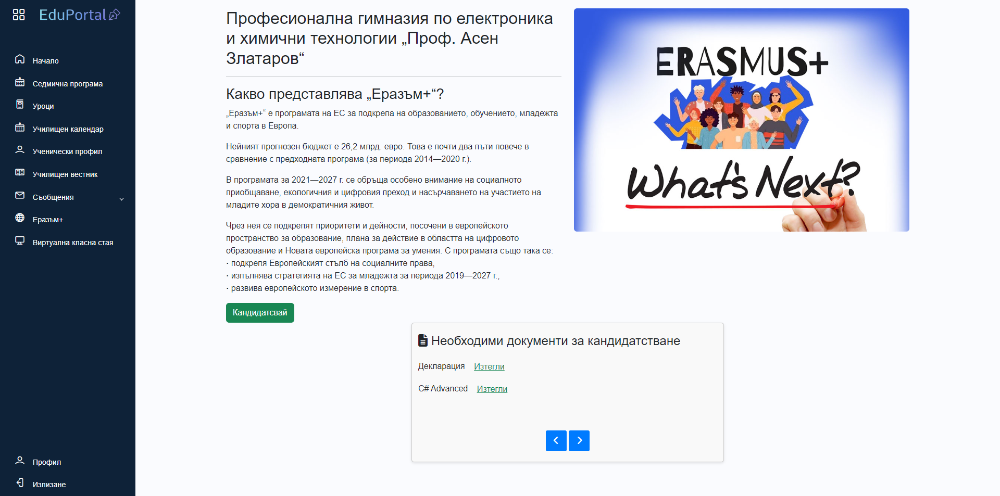 EduPortal
Начало
Седмична програма
Уроци
Училищен календар
Ученически профил
Училищен вестник
Съобщения
Еразъм+
Виртуална класна стая
Профил
Излизане
Професионална гимназия по електроника
и химични технологии „Проф. Асен
Златаров“
Какво представлява „Еразъм+“?
„Еразъм+“ е програмата на ЕС за подкрепа на образованието, обучението, младежта
и спорта в Европа.
Нейният прогнозен бюджет е 26,2 млрд. евро. Това е почти два пъти повече в
сравнение с предходната програма (за периода 2014—2020 г.).
В програмата за 2021—2027 г. се обръща особено внимание на социалното
приобщаване, екологичния и цифровия преход и насърчаването на участието на
младите хора в демократичния живот.
Чрез нея се подкрепят приоритети и дейности, посочени в европейското
пространство за образование, плана за действие в областта на цифровото
образование и Новата европейска програма за умения. С програмата също така се:
· подкрепя Европейският стълб на социалните права,
· изпълнява стратегията на ЕС за младежта за периода 2019—2027 г.,
· развива европейското измерение в спорта.
Кандидатсвай
ERASMUS+
What's Next?
Необходими документи за кандидатстване
Декларация Изтегли
C# Advanced Изтегли